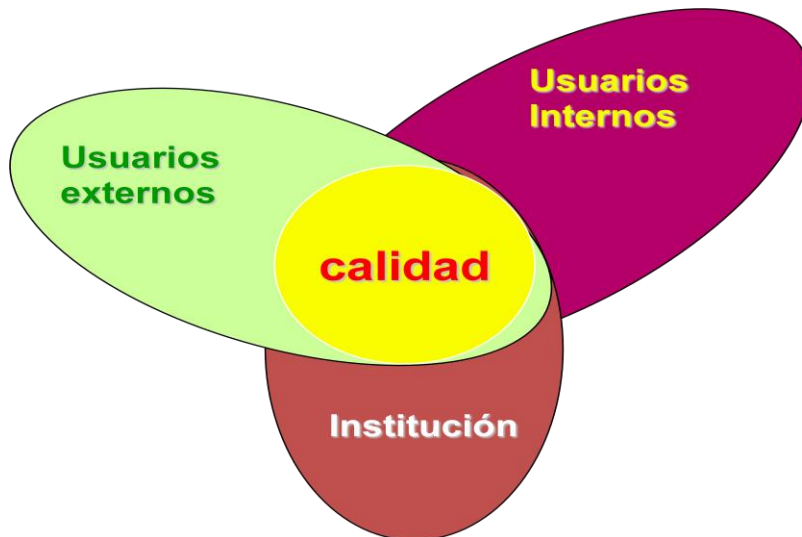 Usuarios
Internos
Usuarios
externos
calidad
Institución